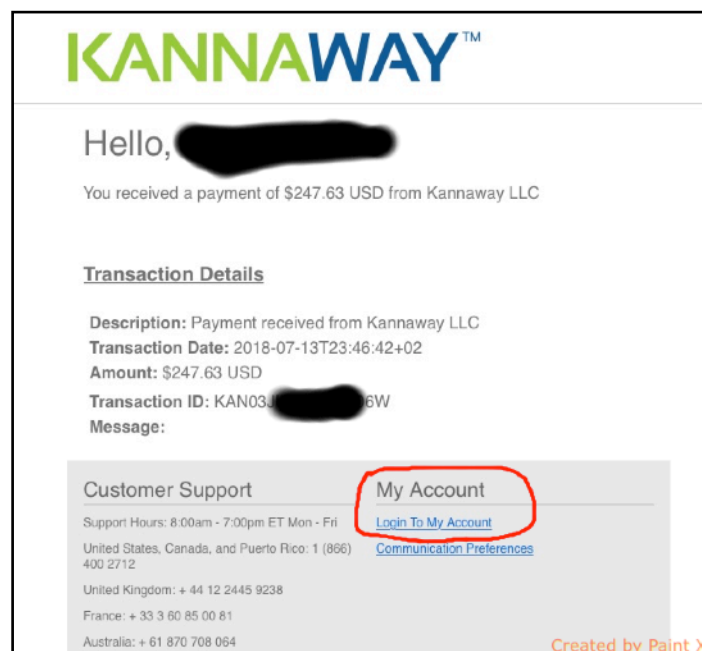 KANNAWAY™
Hello,
You received a payment of $247.63 USD from Kannaway LLC
Transaction Details
Description: Payment received from Kannaway LLC
Transaction Date: 2018-07-13T23:46:42+02
Amount: $247.63 USD
Transaction ID: KAN03J 6W
Message:
Customer Support
Support Hours: 8:00am - 7:00pm ET Mon - Fri
United States, Canada, and Puerto Rico: 1 (866)
400 2712
United Kingdom: + 44 12 2445 9238
France: + 33 3 60 85 00 81
Australia: + 61 870 708 064
My Account
Login To My Account
Communication Preferences
Created by Paint X